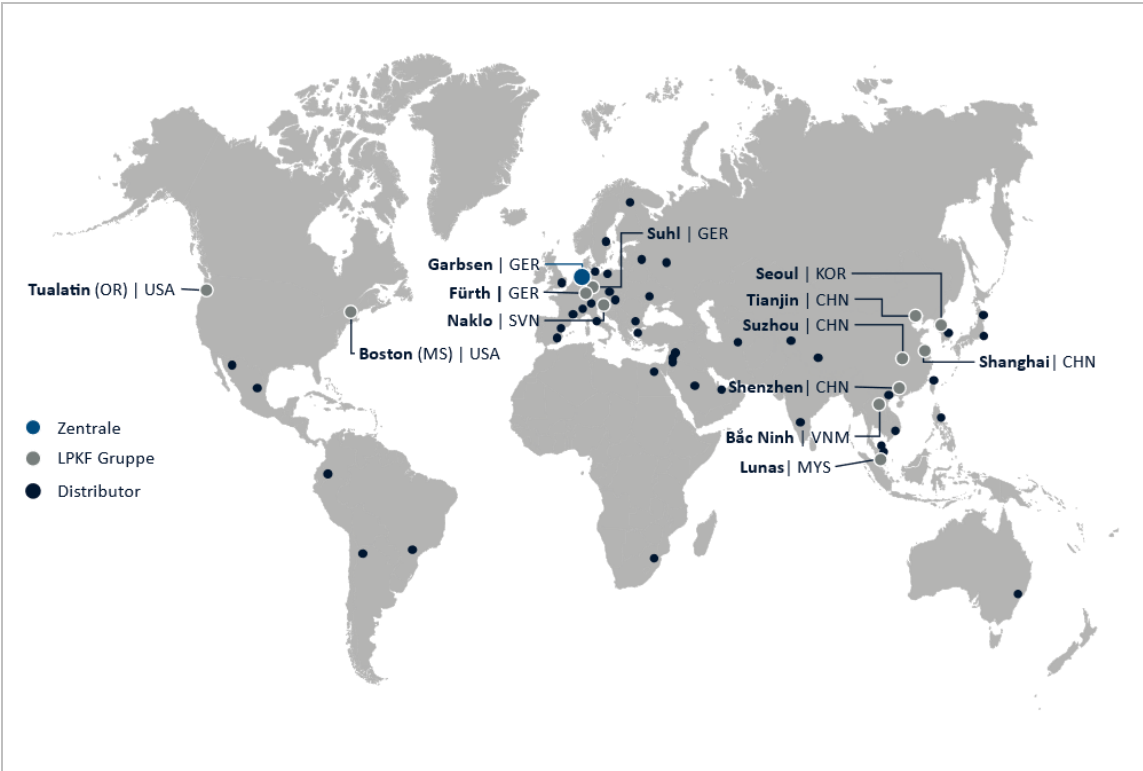 Suhl | GER
Garbsen | GER
Fürth | GER
Naklo | SVN
Tualatin (OR) | USA
Boston (MS) | USA
Seoul | KOR
Tianjin | CHN
Suzhou | CHN
Shanghai| CHN
Shenzhen| CHN
Bắc Ninh | VNM
Lunas| MYS
Zentrale
LPKF Gruppe
Distributor